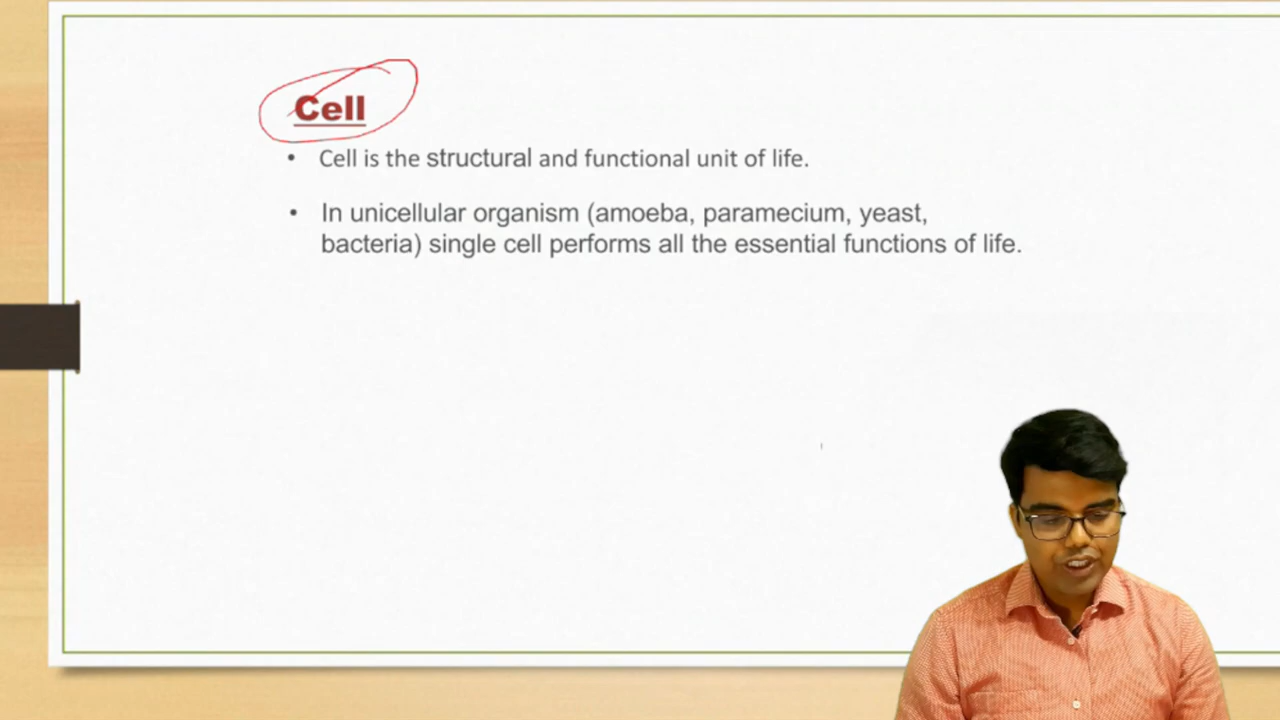 Cell
• Cell is the structural and functional unit of life.
• In unicellular organism (amoeba, paramecium, yeast,
bacteria) single cell performs all the essential functions of life.